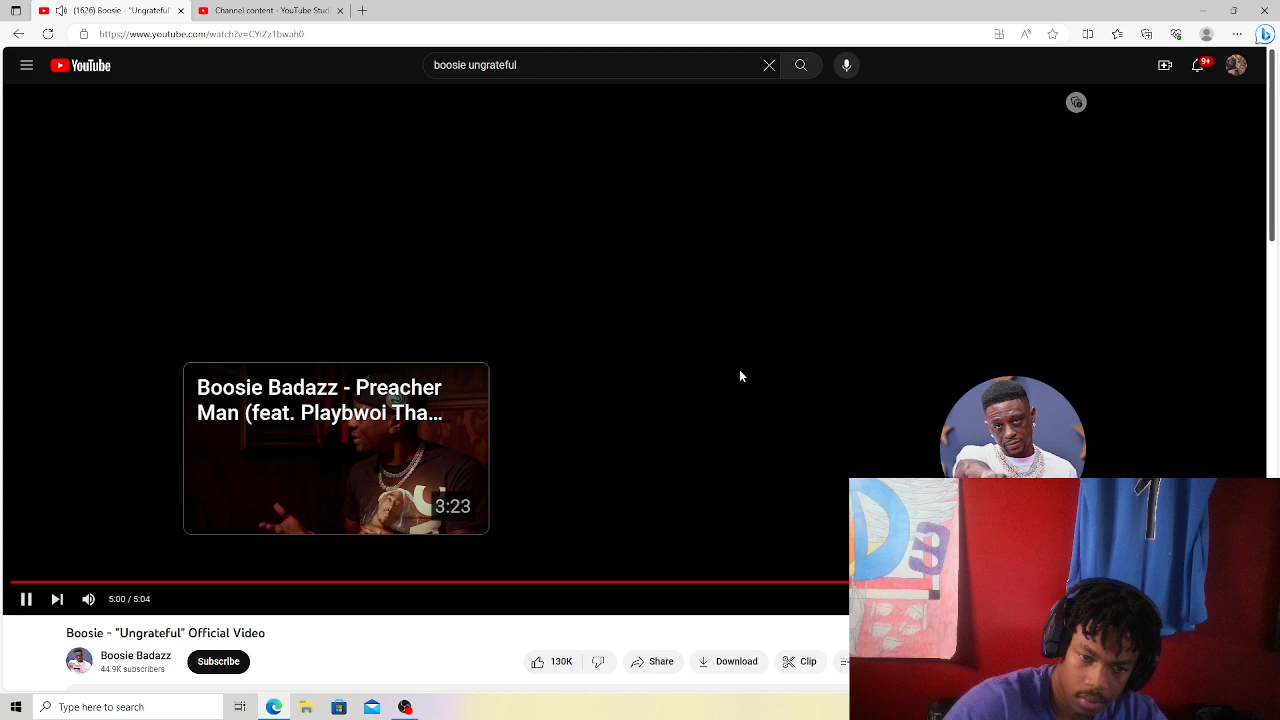 (1626) Boosie - "Ungrateful"
Channel content - YouTube Studi
https://www.youtube.com/watch?v=CYiZz1bwah0
YouTube
boosie ungrateful
9+
Boosie Badazz - Preacher
Man (feat. Playbwoi Tha...
3:23
5:00 / 5:04
Boosie - "Ungrateful" Official Video
Boosie Badazz
44.9K subscribers
Subscribe
130K
Share
Download
Clip
Type here to search